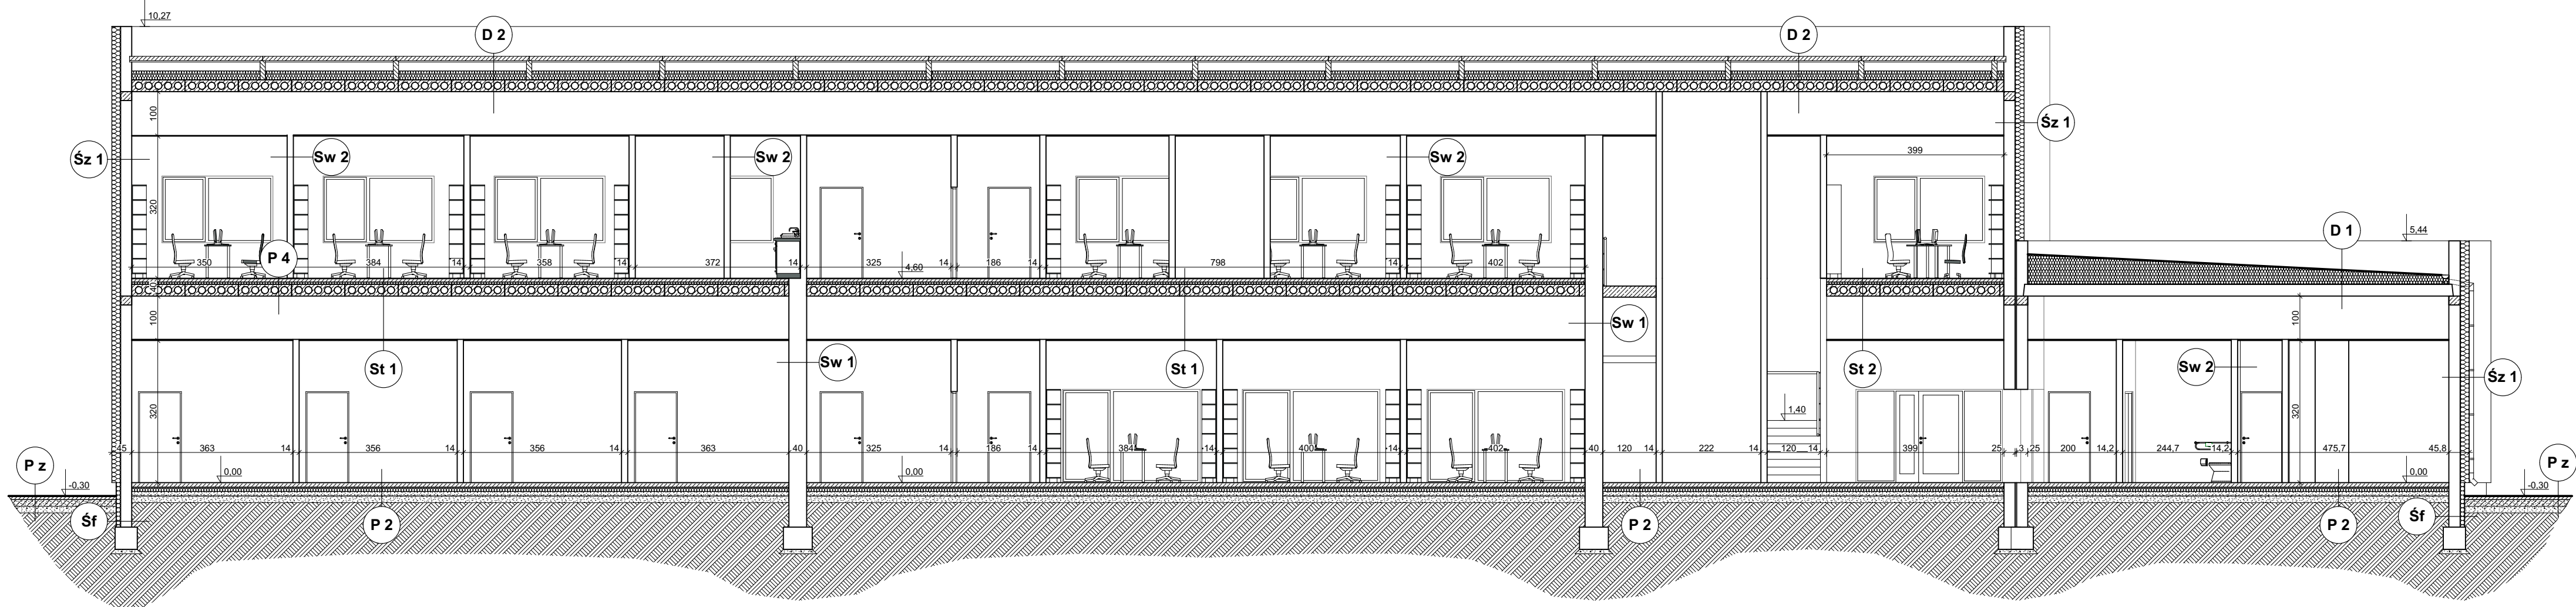 10,27
D 2
D 2
100
100
Śz 1
Śz 1
Sw 2
Sw 2
Sw 2
399
320
D 1
5,44
P 4
350
384
14
358
14
372
14
325
14
4,60
186
14
798
14
402
40
100
Sw 1
Sw 1
100
St 1
St 1
St 2
Sw 2
Śz 1
1,40
320
320
45
363
14
356
14
356
14
363
40
325
14
186
14
384
14
400
14
402
40
120
14
222
14
120
14
399
25
3
25
200
14,2
244,7
14,2
475,7
45,8
P z
-0,30
0,00
0,00
0,00
-0,30
P z
Śf
P 2
P 2
P 2
Śf